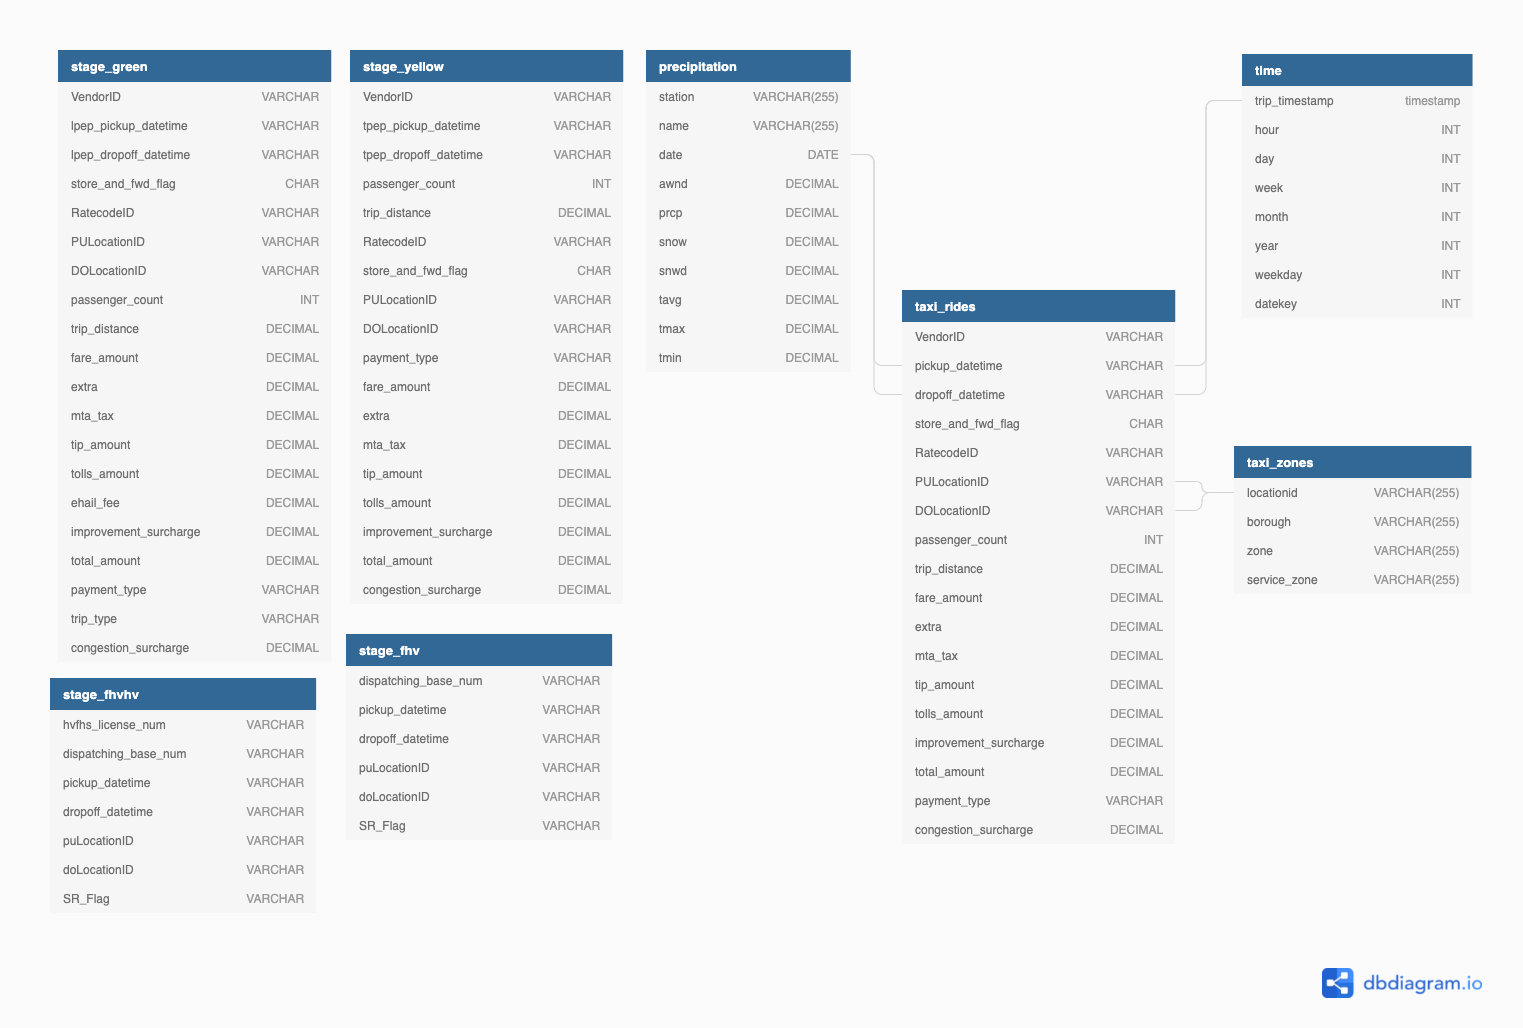 stage_green
VendorID VARCHAR
lpep_pickup_datetime VARCHAR
lpep_dropoff_datetime VARCHAR
store_and_fwd_flag CHAR
RatecodeID VARCHAR
PULocationID VARCHAR
DOLocationID VARCHAR
passenger_count INT
trip_distance DECIMAL
fare_amount DECIMAL
extra DECIMAL
mta_tax DECIMAL
tip_amount DECIMAL
tolls_amount DECIMAL
ehail_fee DECIMAL
improvement_surcharge DECIMAL
total_amount DECIMAL
payment_type VARCHAR
trip_type VARCHAR
congestion_surcharge DECIMAL
stage_fhvhv
hvfhs_license_num VARCHAR
dispatching_base_num VARCHAR
pickup_datetime VARCHAR
dropoff_datetime VARCHAR
puLocationID VARCHAR
doLocationID VARCHAR
SR_Flag VARCHAR
stage_yellow
VendorID VARCHAR
tpep_pickup_datetime VARCHAR
tpep_dropoff_datetime VARCHAR
passenger_count INT
trip_distance DECIMAL
RatecodeID VARCHAR
store_and_fwd_flag CHAR
PULocationID VARCHAR
DOLocationID VARCHAR
payment_type VARCHAR
fare_amount DECIMAL
extra DECIMAL
mta_tax DECIMAL
tip_amount DECIMAL
tolls_amount DECIMAL
improvement_surcharge DECIMAL
total_amount DECIMAL
congestion_surcharge DECIMAL
stage_fhv
dispatching_base_num VARCHAR
pickup_datetime VARCHAR
dropoff_datetime VARCHAR
puLocationID VARCHAR
doLocationID VARCHAR
SR_Flag VARCHAR
precipitation
station VARCHAR(255)
name VARCHAR(255)
date DATE
awnd DECIMAL
prcp DECIMAL
snow DECIMAL
snwd DECIMAL
tavg DECIMAL
tmax DECIMAL
tmin DECIMAL
taxi_rides
VendorID VARCHAR
pickup_datetime VARCHAR
dropoff_datetime VARCHAR
store_and_fwd_flag CHAR
RatecodeID VARCHAR
PULocationID VARCHAR
DOLocationID VARCHAR
passenger_count INT
trip_distance DECIMAL
fare_amount DECIMAL
extra DECIMAL
mta_tax DECIMAL
tip_amount DECIMAL
tolls_amount DECIMAL
improvement_surcharge DECIMAL
total_amount DECIMAL
payment_type VARCHAR
congestion_surcharge DECIMAL
time
trip_timestamp timestamp
hour INT
day INT
week INT
month INT
year INT
weekday INT
datekey INT
taxi_zones
locationid VARCHAR(255)
borough VARCHAR(255)
zone VARCHAR(255)
service_zone VARCHAR(255)
dbdiagram.io